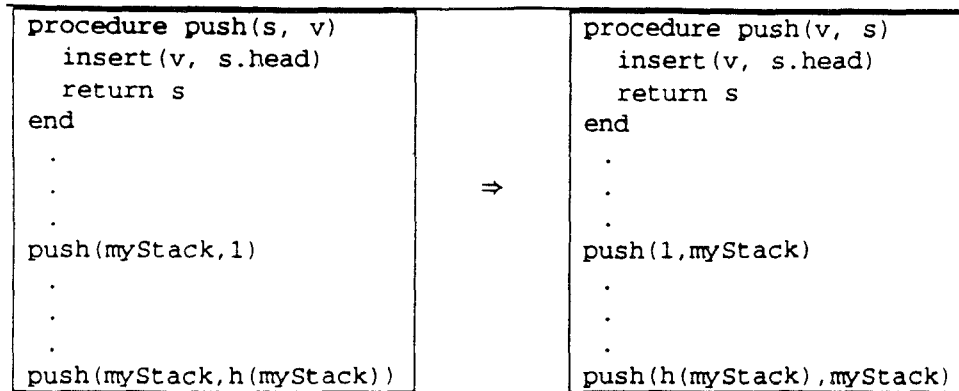 procedure push(s, v)
insert(v, s.head)
return s
end
.
.
.
push(myStack,1)
.
.
.
push(myStack,h(myStack))
⇒
procedure push(v, s)
insert(v, s.head)
return s
end
.
.
.
push(1,myStack)
.
.
.
push(h(myStack),myStack)